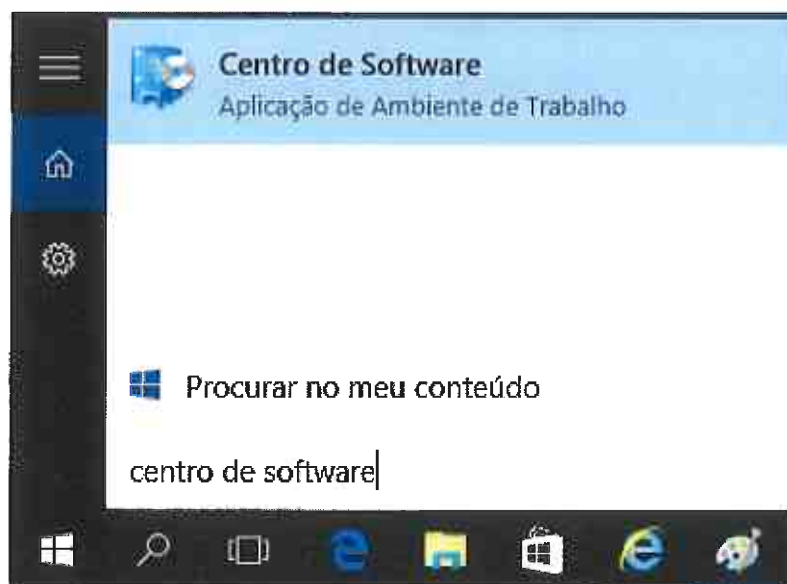 Centro de Software
Aplicação de Ambiente de Trabalho
Procurar no meu conteúdo
centro de software